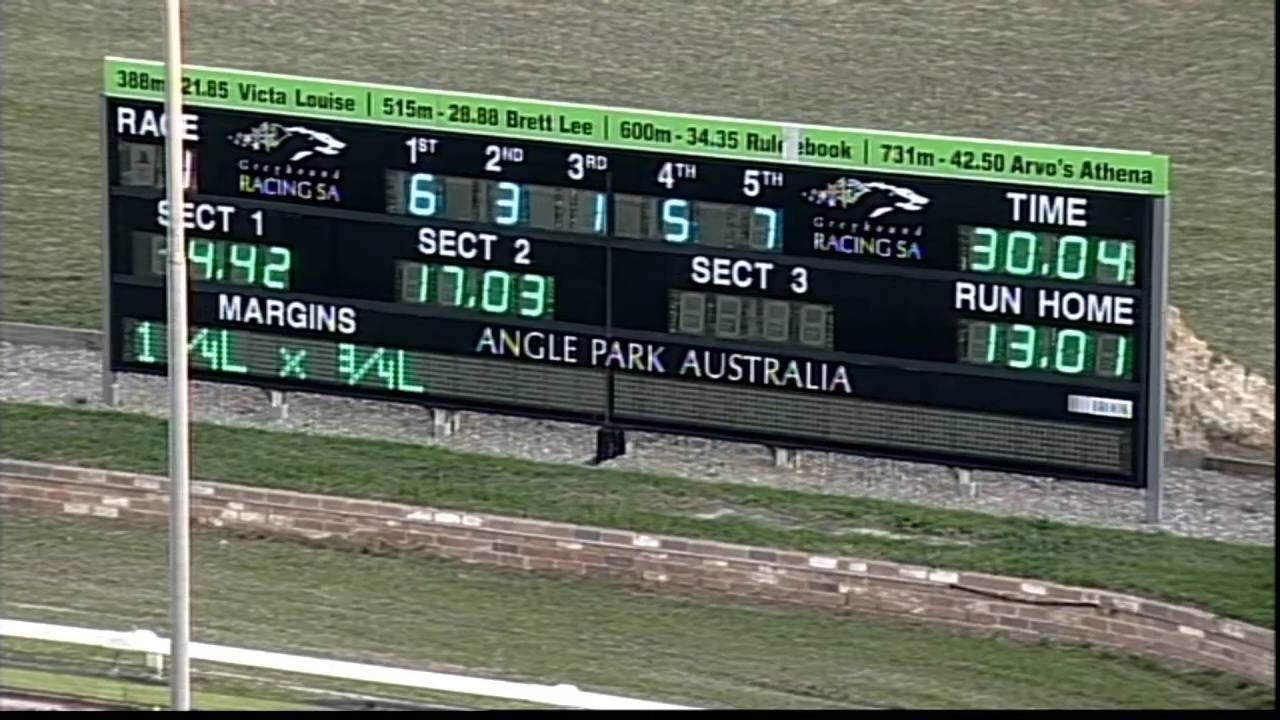 388m 21.85 Victa Louise | 515m - 28.88 Brett Lee | 600m - 34.35 Rulebook | 731m - 42.50 Arvo's Athena
RACE
Greyhound
RACING SA
1ST 2ND 3RD 4TH 5TH
6 3 1 5 7
Greyhound
RACING SA
TIME
30.04
SECT 1
4.42
SECT 2
17.03
SECT 3
RUN HOME
13.01
MARGINS
1 /4L x 3/4L
ANGLE PARK AUSTRALIA